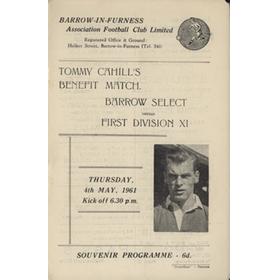 BARROW-IN-FURNESS
Association Football Club Limited
Registered Office & Ground:
Holker Street, Barrow-in-Furness (Tel. 346)
TOMMY CAHILL'S
BENEFIT MATCH.
BARROW SELECT
versus
FIRST DIVISION XI
THURSDAY,
4th MAY, 1961
Kick off 6.30 p.m.
SOUVENIR PROGRAMME - 6d.